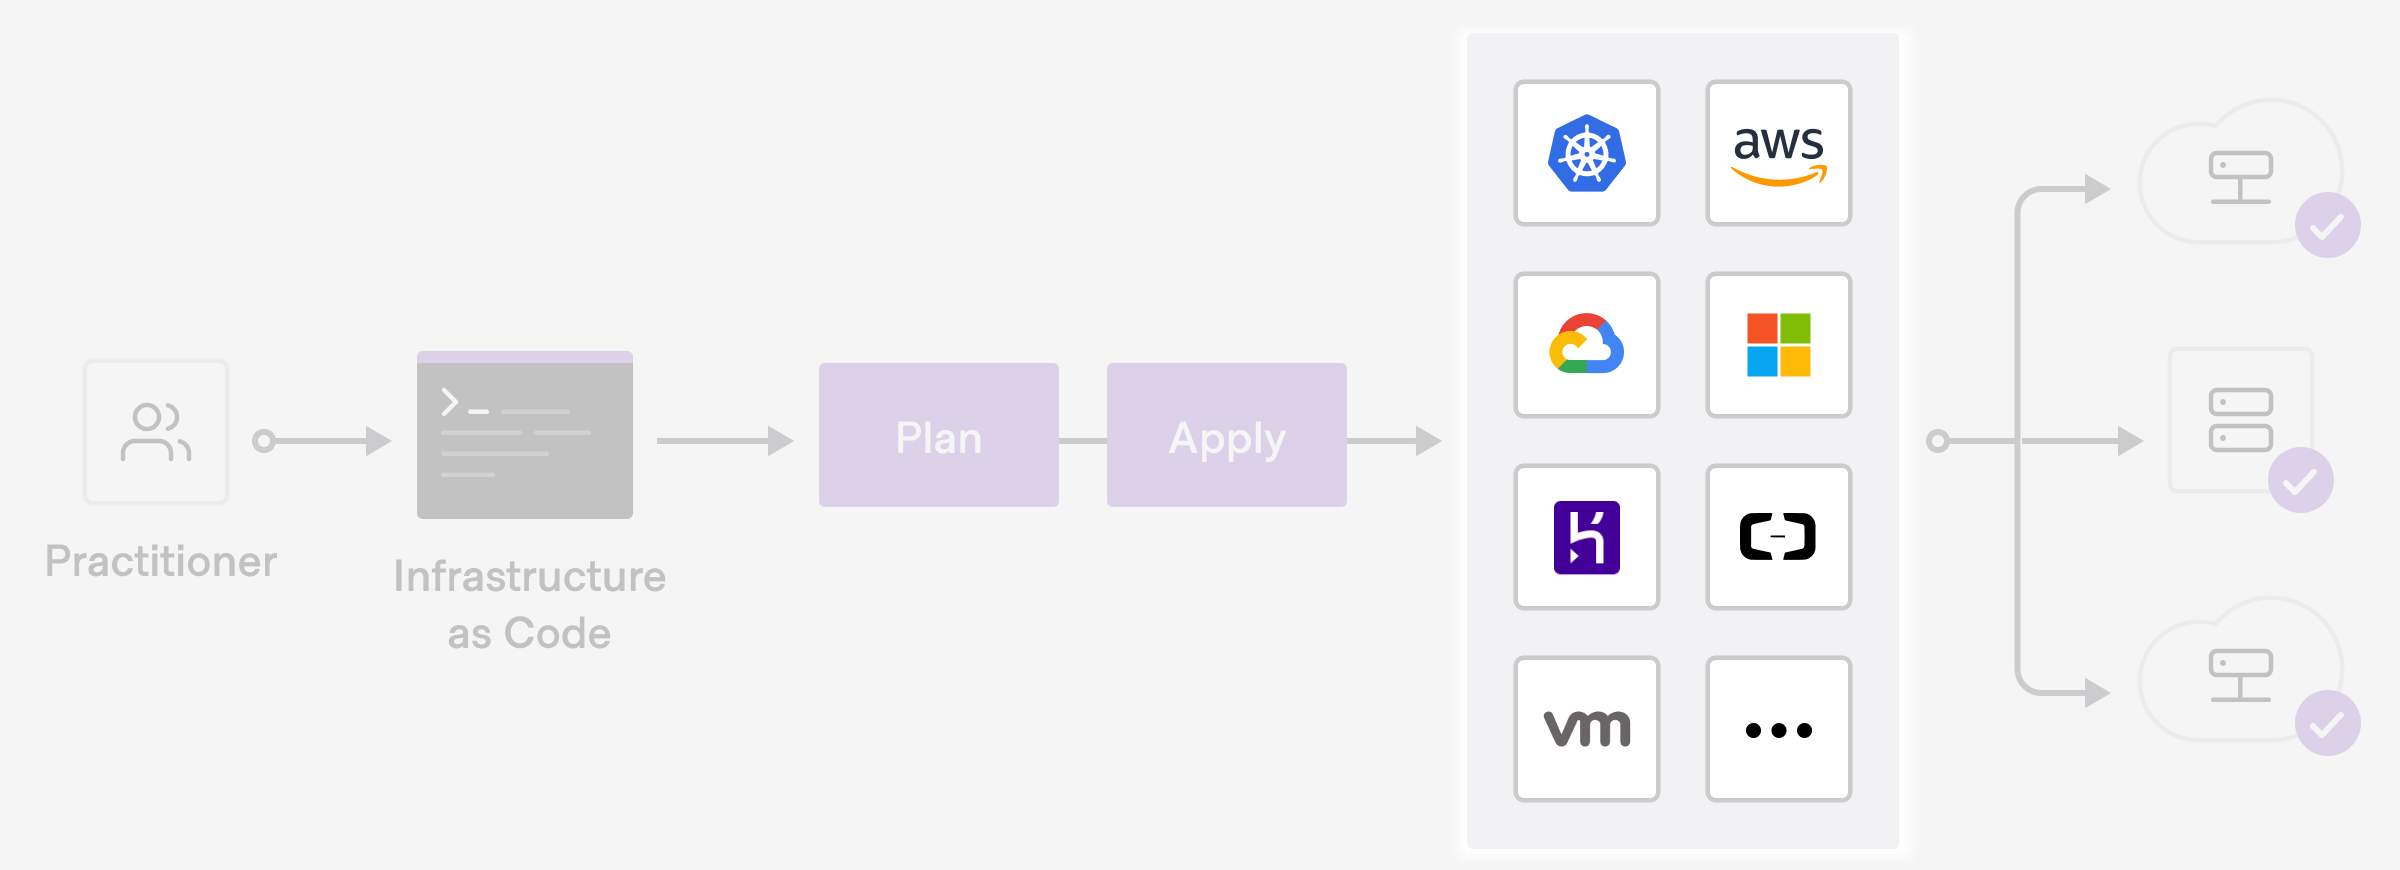 Practitioner
Infrastructure
as Code
Plan
Apply
aws
vm